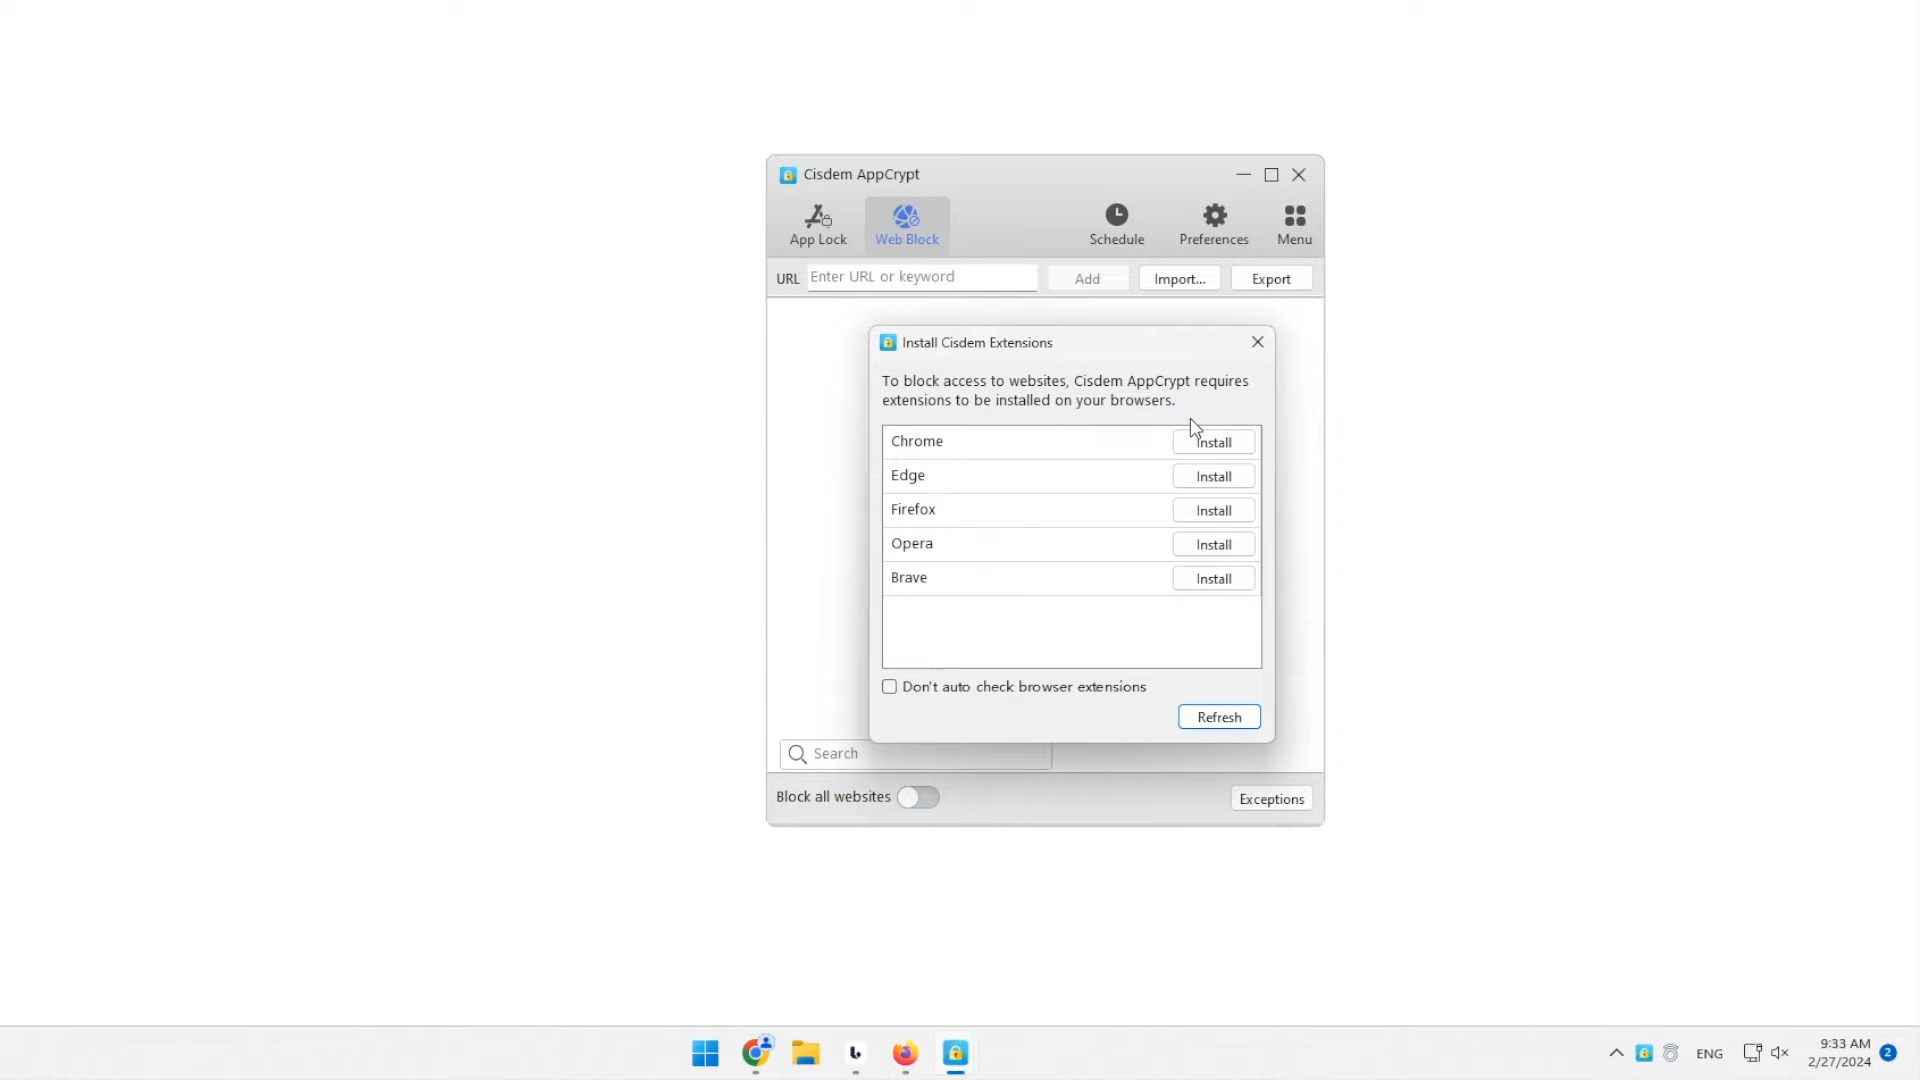 Cisdem AppCrypt
App Lock
Web Block
Schedule
Preferences
Menu
URL
Enter URL or keyword
Add
Import...
Export
Install Cisdem Extensions
To block access to websites, Cisdem AppCrypt requires
extensions to be installed on your browsers.
Chrome
Install
Edge
Install
Firefox
Install
Opera
Install
Brave
Install
Don't auto check browser extensions
Refresh
Search
Block all websites
Exceptions
ENG
9:33 AM
2/27/2024
2